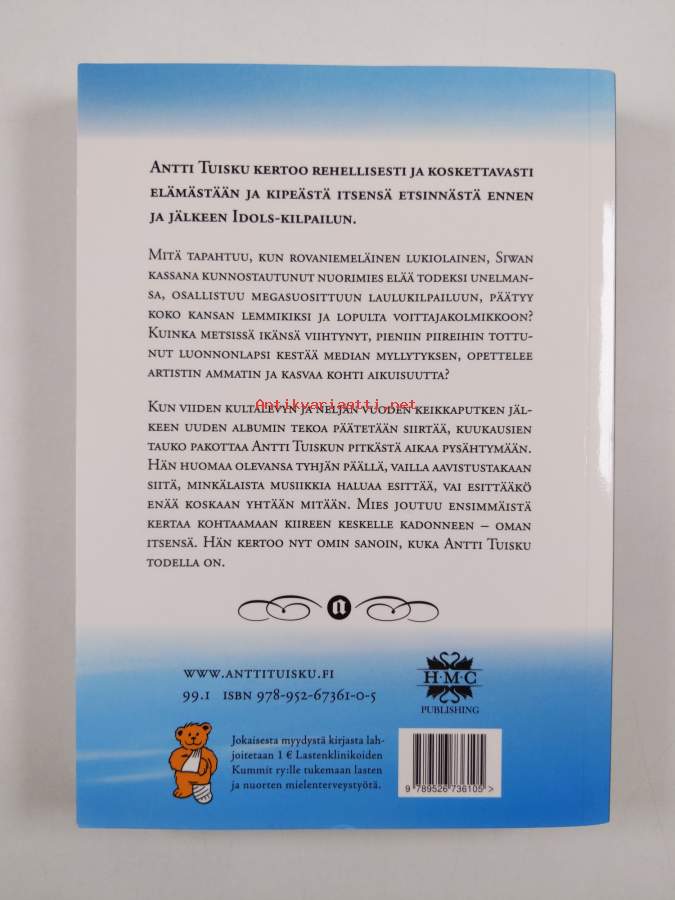 Antti Tuisku kertoo rehellisesti ja koskettavasti
elämästään ja kipeästä itsensä etsinnästä ennen
ja jälkeen Idols-kilpailun.
Mitä tapahtuu, kun rovaniemeläinen lukiolainen, Siwan
kassana kunnostautunut nuorimies elää todeksi unelman-
sa, osallistuu megasuosittuun laulukilpailuun, päätyy
koko kansan lemmikiksi ja lopulta voittajakolmikkoon?
Kuinka metsissä ikänsä viihtynyt, pieniin piireihin tottu-
nut luonnonlapsi kestää median myllytyksen, opettelee
artistin ammatin ja kasvaa kohti aikuisuutta?
Antikvariaatti.net
Kun viiden kultalevyn ja neljän vuoden keikkaputken jäl-
keen uuden albumin tekoa päätetään siirtää, kuukausien
tauko pakottaa Antti Tuiskun pitkästä aikaa pysähtymään.
Hän huomaa olevansa tyhjän päällä, vailla aavistustakaan
siitä, minkälaista musiikkia haluaa esittää, vai esittääkö
enää koskaan yhtään mitään. Mies joutuu ensimmäistä
kertaa kohtaamaan kiireen keskelle kadonneen – oman
itsensä. Hän kertoo nyt omin sanoin, kuka Antti Tuisku
todella on.
a
www.anttituisku.fi
99.1 ISBN 978-952-67361-0-5
H·M·C
PUBLISHING
Jokaisesta myydystä kirjasta lah-
joitetaan 1 € Lastenklinikoiden
Kummit ry:lle tukemaan lasten
ja nuorten mielenterveystyötä.
9 789526 736105 >